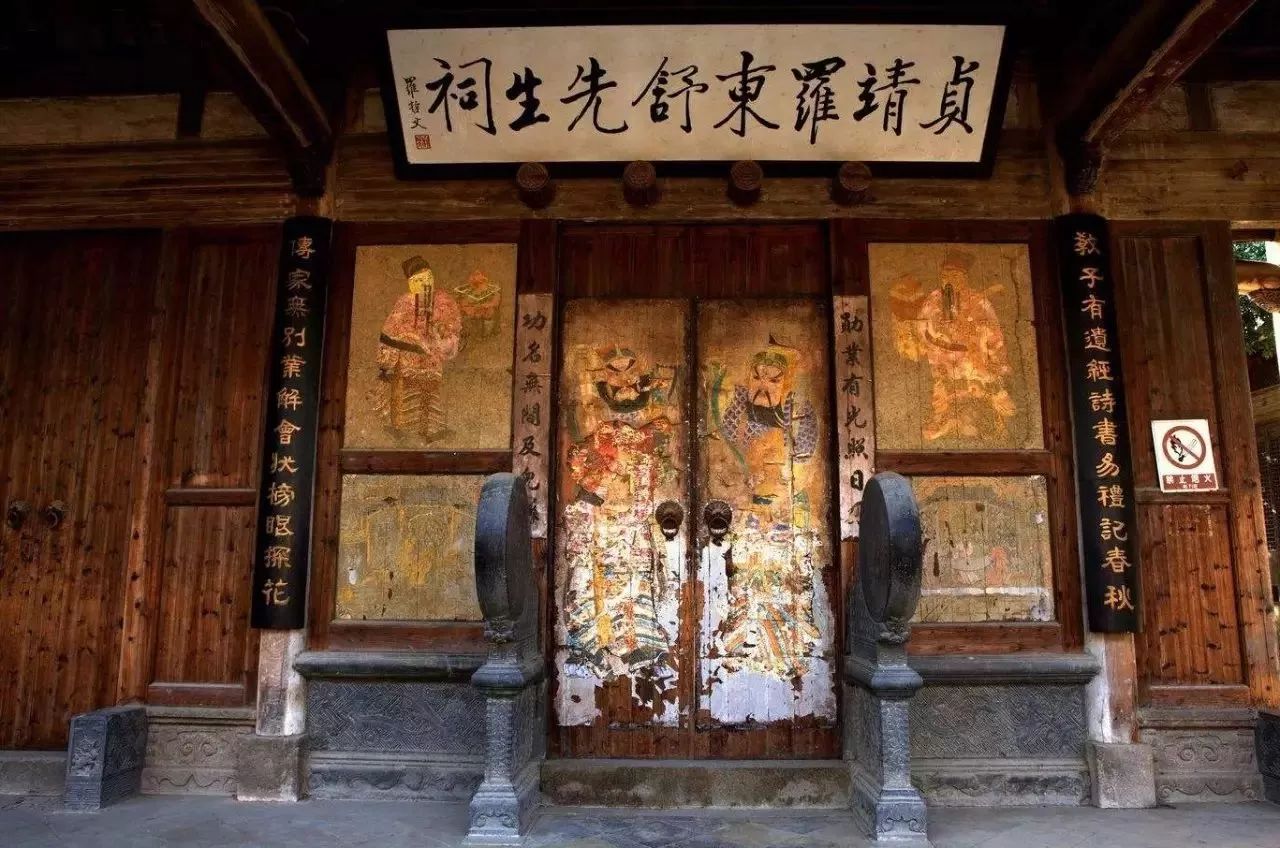 貞靖羅東舒先生祠
羅哲文
教子有遺經詩書易禮記春秋
傳家無別業解會狀榜眼探花
勛業有光照日
功名無間及
禁止烟火